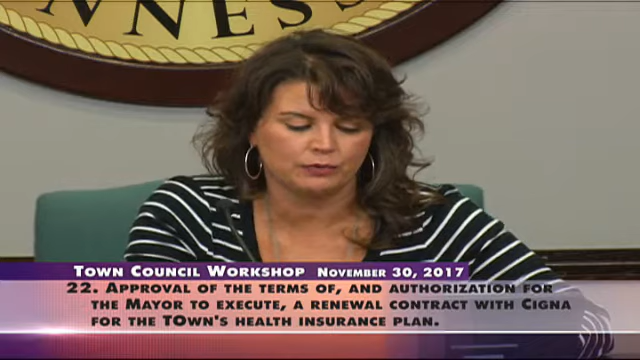 NNESS
Town Council Workshop November 30, 2017
22. Approval of the terms of, and authorization for
the Mayor to execute, a renewal contract with Cigna
for the TOwn's health insurance plan.